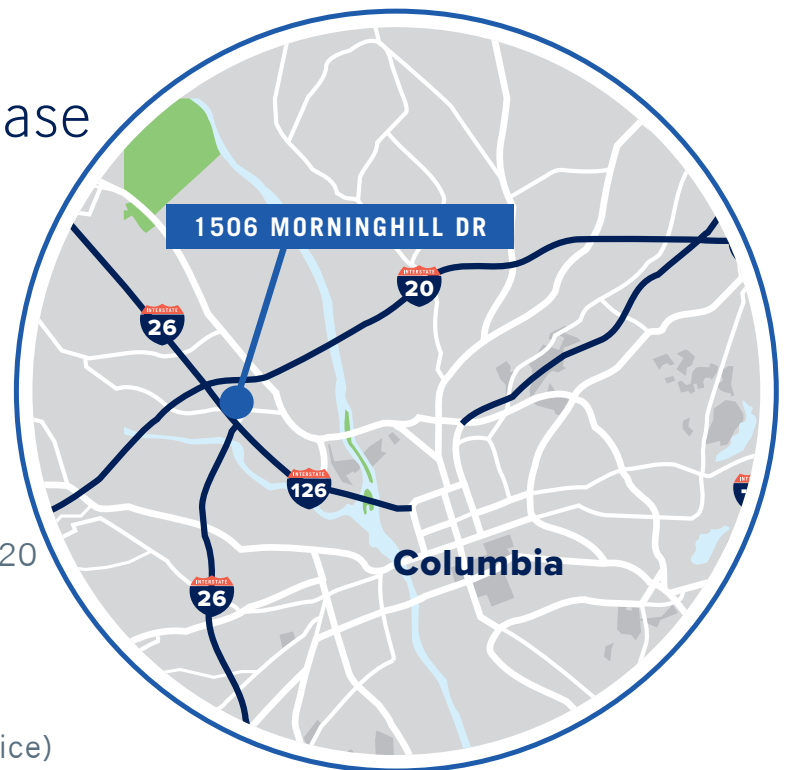 ase
1506 MORNINGHILL DR
INTERSTATE
20
INTERSTATE
26
INTERSTATE
126
Columbia
20
INTERSTATE
26
ice)